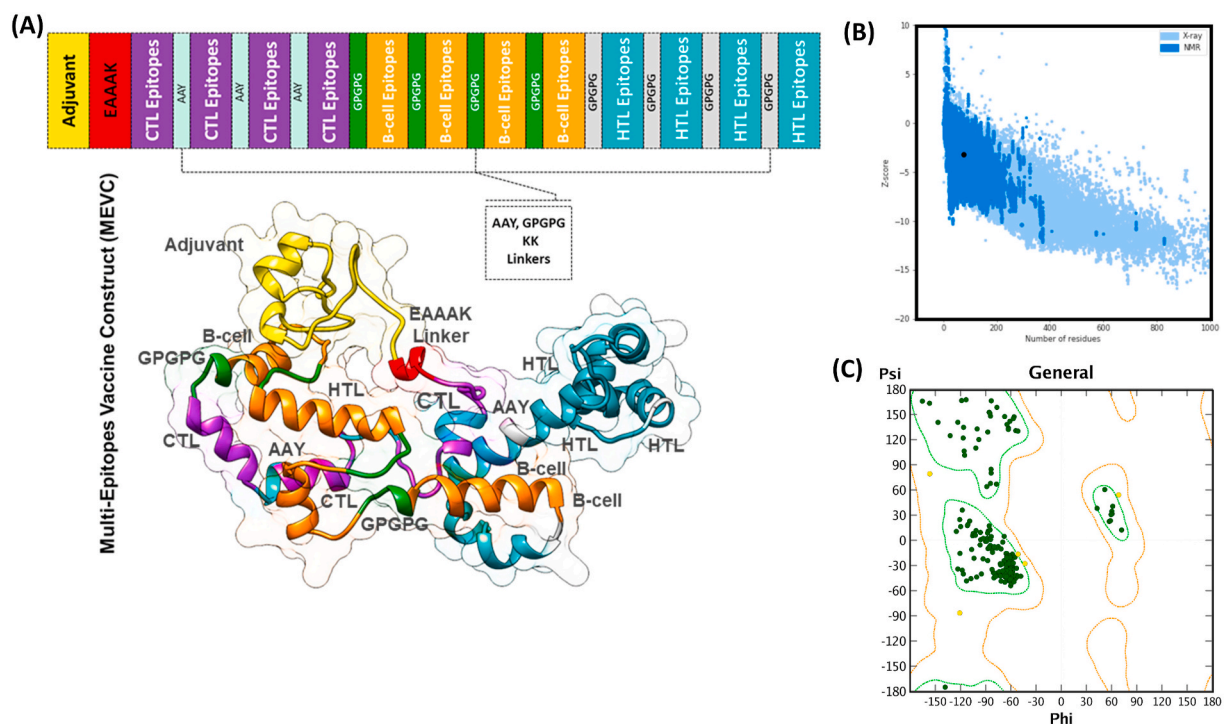 (A)
Adjuvant
EAAAK
CTL Epitopes
AAY
CTL Epitopes
AAY
CTL Epitopes
AAY
CTL Epitopes
GPGPG
B-cell Epitopes
GPGPG
B-cell Epitopes
GPGPG
B-cell Epitopes
GPGPG
B-cell Epitopes
GPGPG
HTL Epitopes
GPGPG
HTL Epitopes
GPGPG
HTL Epitopes
GPGPG
HTL Epitopes
AAY, GPGPG
KK
Linkers
Multi-Epitopes Vaccine Construct (MEVC)
Adjuvant
EAAAK
Linker
B-cell
GPGPG
HTL
HTL
CTL
AAY
CTL
HTL
HTL
AAY
B-cell
CTL
B-cell
GPGPG
(B)
10
5
0
−5
−10
−15
−20
Z-score
X-ray
NMR
0
200
400
600
800
1000
Number of residues
(C)
Psi
General
180
150
120
90
60
30
0
-30
-60
-90
-120
-150
-180
-150
-120
-90
-60
-30
0
30
60
90
120
150
180
Phi